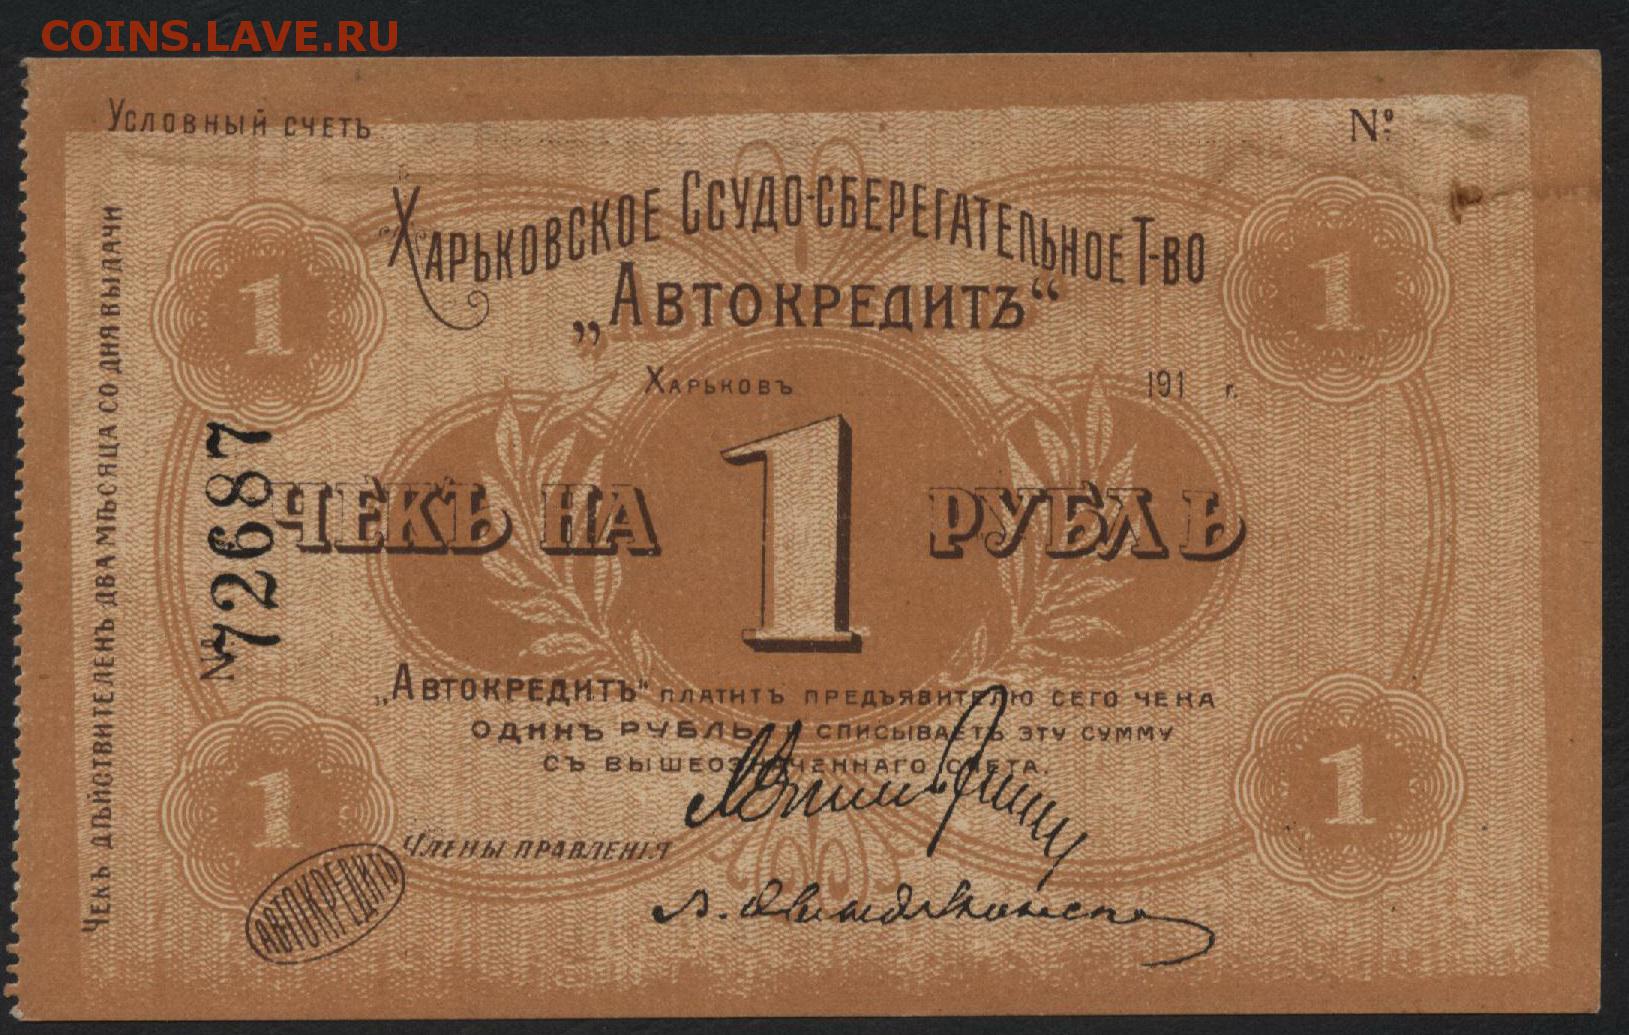 COINS.LAVE.RU
Условный счетъ
№
Харьковское Ссудо-сберегательное Т-во
„Автокредитъ“
Харьковъ 191 г.
Чекъ на 1 рубль
„Автокредитъ“ платитъ предъявителю сего чека
одинъ рубль и списываетъ эту сумму
съ вышеозначеннаго счета.
Члены правленія
Автокредитъ
Чекъ дѣйствителенъ два мѣсяца со дня выдачи
№ 72687
1
1
1
1